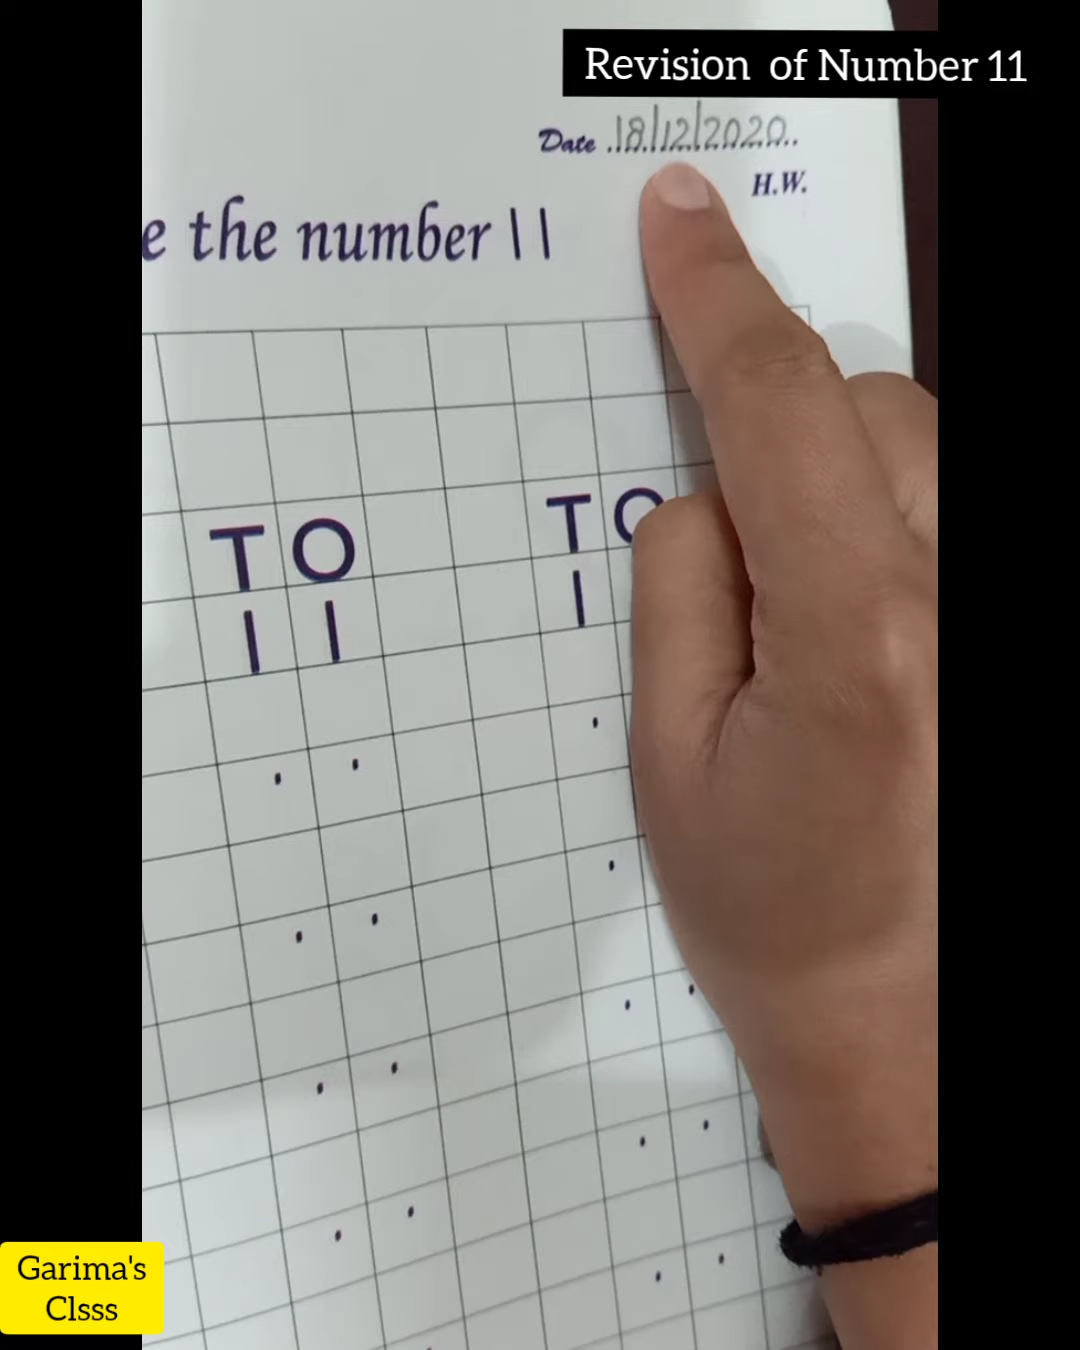 Revision of Number 11
Date 18/12/2020
H.W.
e the number 11
T O T O
1 1 1
Garima's
Clsss